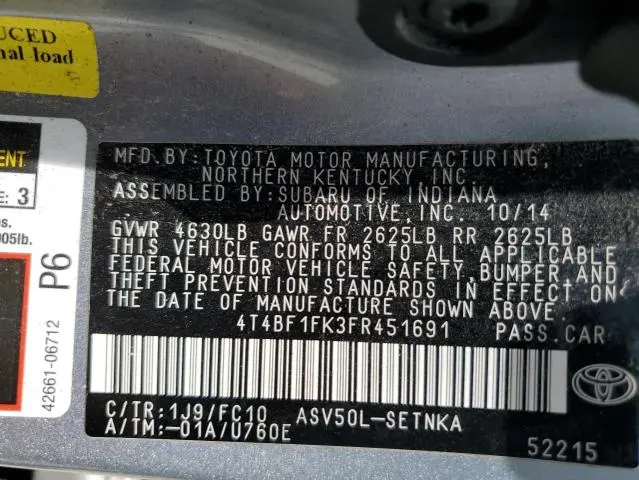 UCED
nal load
ENT
E: 3
os.
005lb.
P6
42661-06712
MFD.BY:TOYOTA MOTOR MANUFACTURING,
NORTHERN KENTUCKY, INC.
ASSEMBLED BY:SUBARU OF INDIANA
AUTOMOTIVE,INC. 10/14
GVWR 4630LB GAWR FR 2625LB RR 2625LB
THIS VEHICLE CONFORMS TO ALL APPLICABLE
FEDERAL MOTOR VEHICLE SAFETY,BUMPER,AND
THEFT PREVENTION STANDARDS IN EFFECT ON
THE DATE OF MANUFACTURE SHOWN ABOVE.
4T4BF1FK3FR451691 PASS.CAR
C/TR:1J9/FC10 ASV50L-SETNKA
A/TM:-01A/U760E
TOYOTA
52215